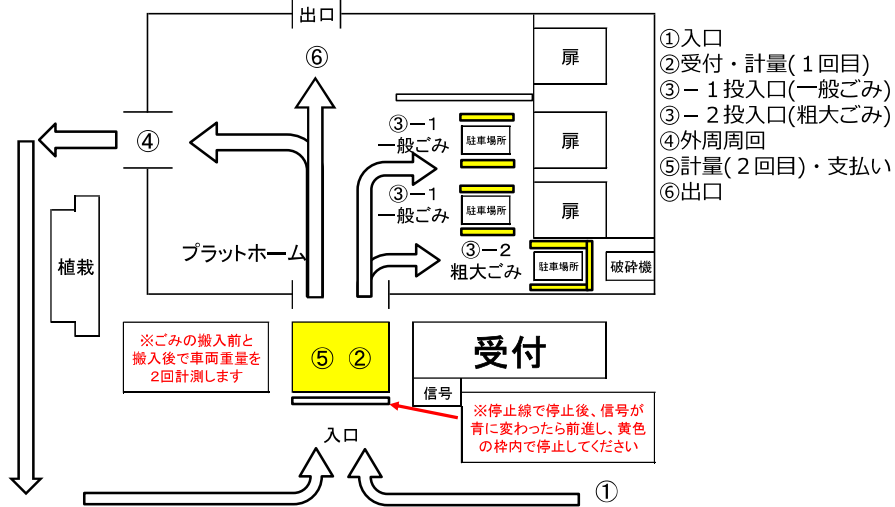 出口
⑥
扉
①入口
②受付・計量(１回目)
③－１投入口(一般ごみ)
③－２投入口(粗大ごみ)
④外周周回
⑤計量(２回目)・支払い
⑥出口
④
③－1
一般ごみ
駐車場所
扉
③－1
一般ごみ
駐車場所
扉
プラットホーム
③－2
粗大ごみ
駐車場所
破砕機
植栽
※ごみの搬入前と
搬入後で車両重量を
2回計測します
⑤ ②
受付
信号
※停止線で停止後、信号が
青に変わったら前進し、黄色
の枠内で停止してください
入口
①